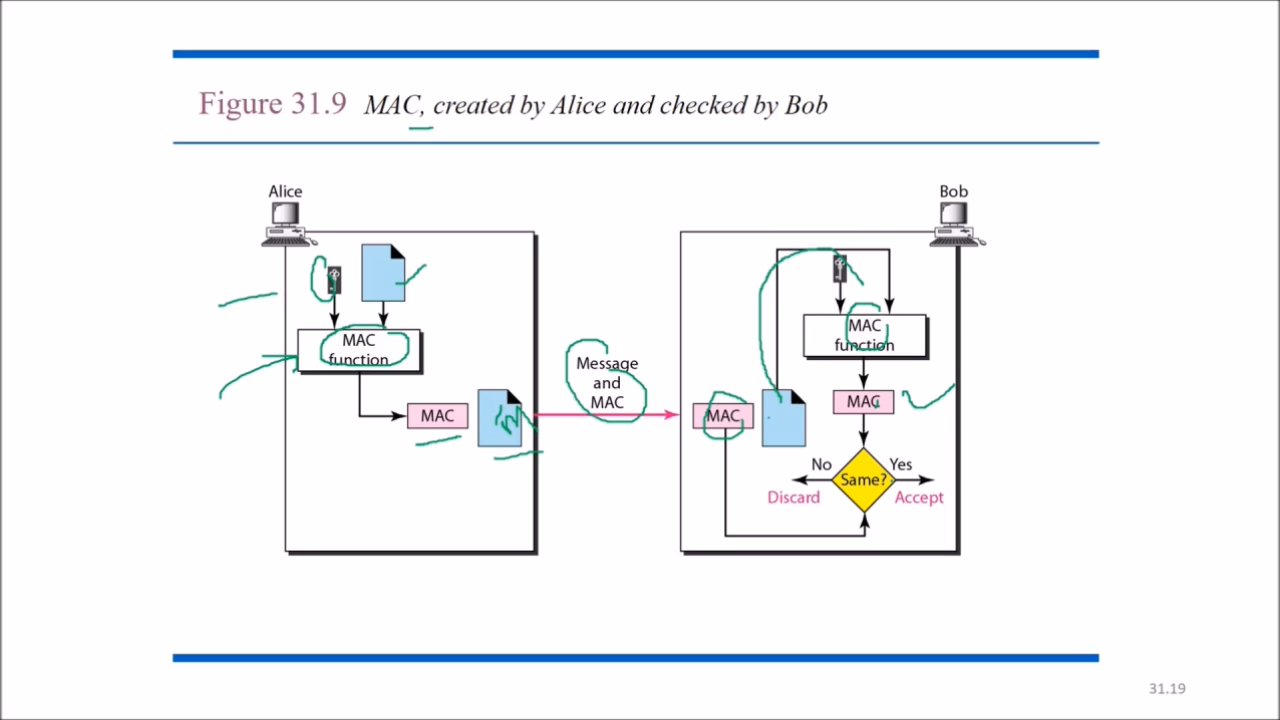 Figure 31.9 MAC, created by Alice and checked by Bob
Alice
Bob
MAC
function
MAC
Message
and
MAC
MAC
function
MAC
MAC
Same?
No
Yes
Discard
Accept
31.19